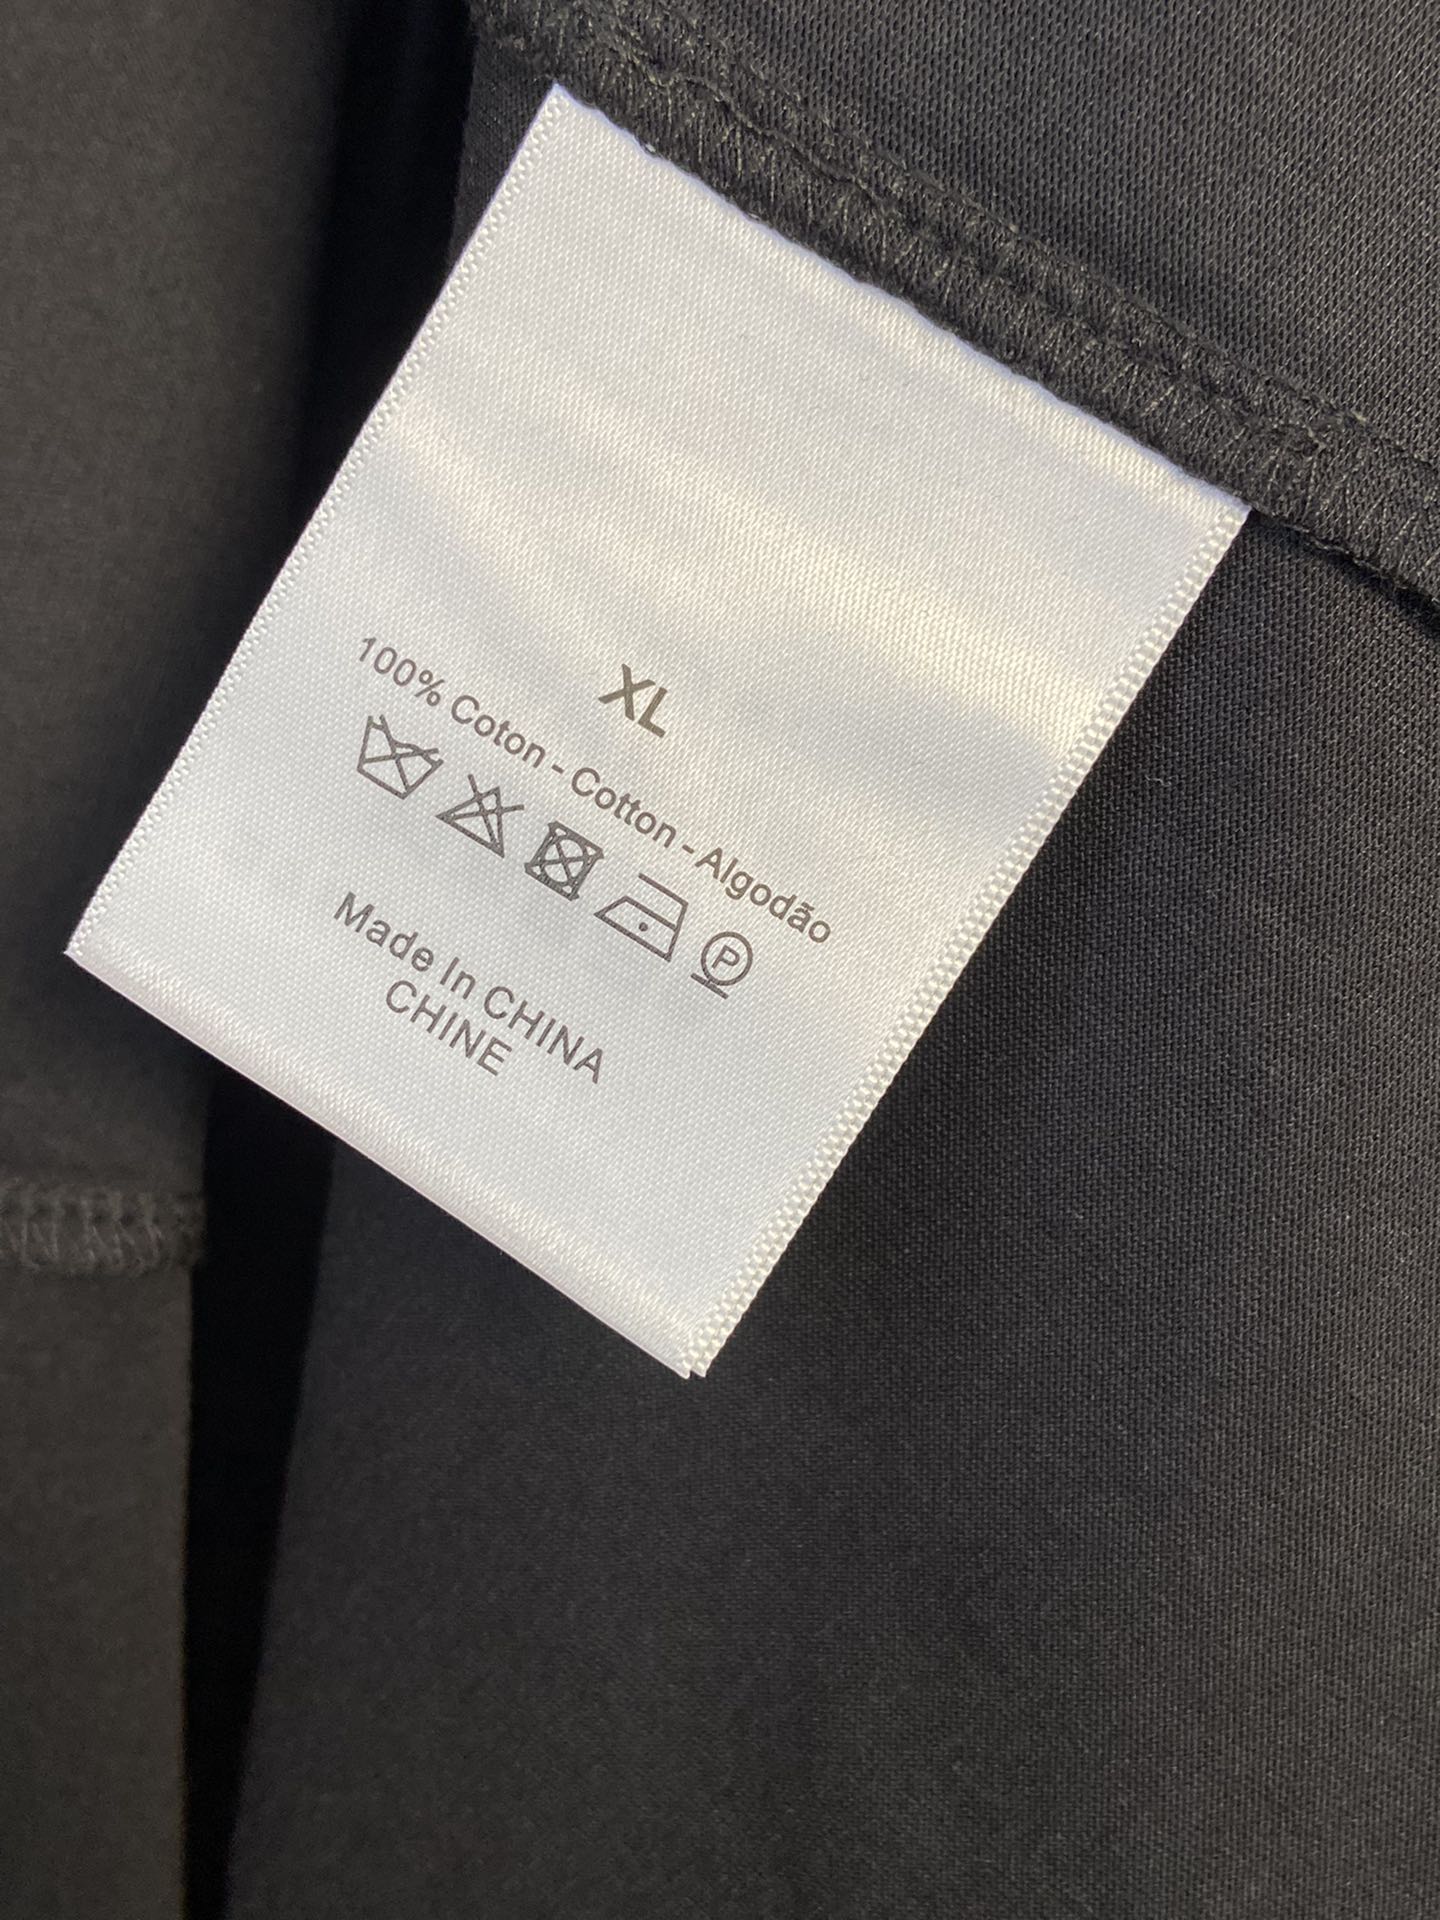 XL
100% Coton - Cotton - Algodão
P
Made In CHINA
CHINE